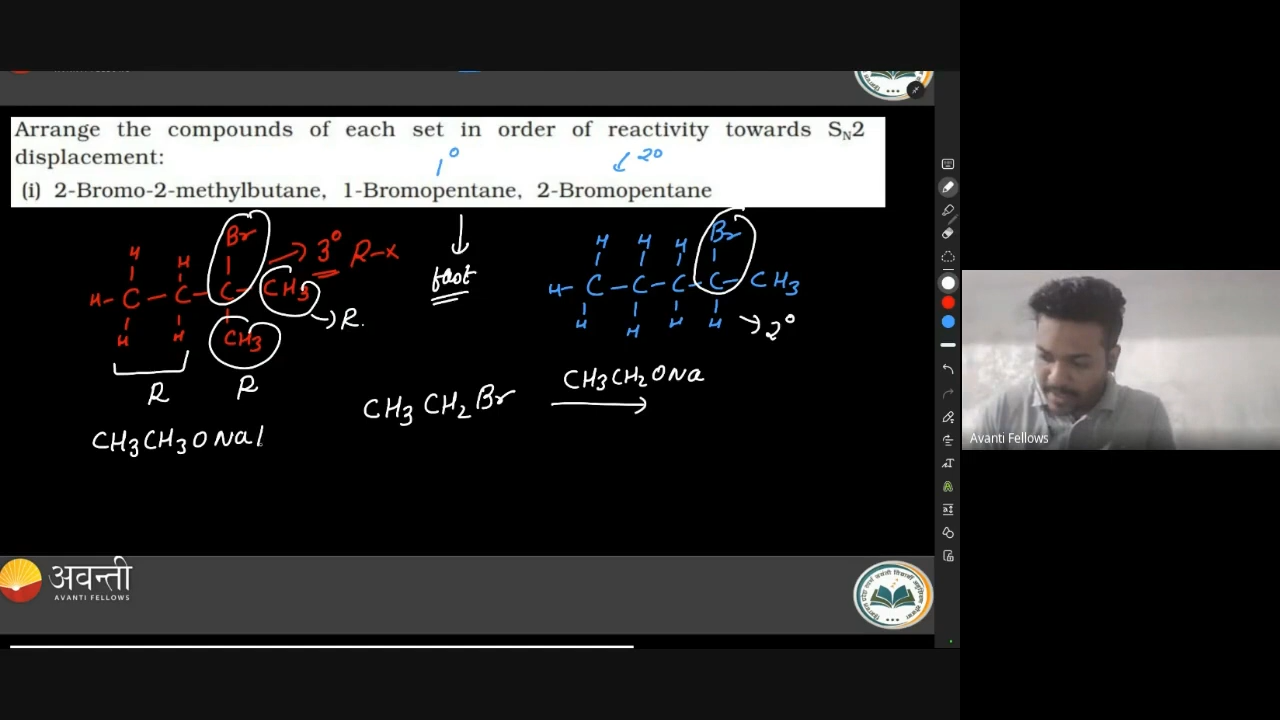 Arrange the compounds of each set in order of reactivity towards SN2
displacement:
1° 2°
(i) 2-Bromo-2-methylbutane, 1-Bromopentane, 2-Bromopentane
H H Br 3° R-X
H-C-C-C-CH3
H H CH3 R
R R
fast
H H H Br
H-C-C-C-C-CH3
H H H H 2°
CH3CH2Br CH3CH2ONa
CH3CH3ONa
Avanti Fellows
अवन्ती
AVANTI FELLOWS